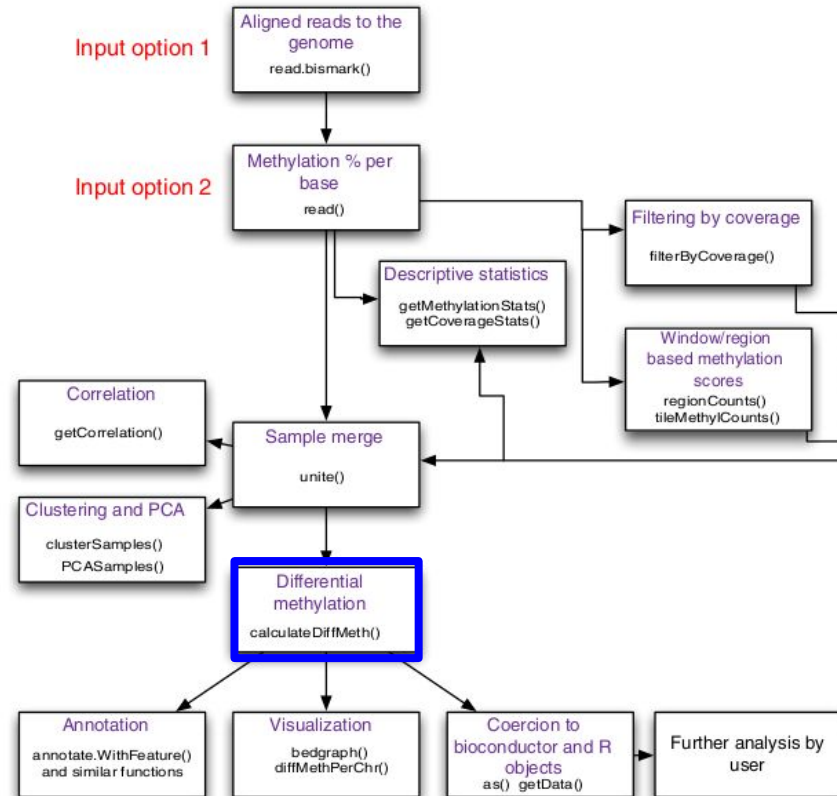 Input option 1
Aligned reads to the
genome
read.bismark()
Input option 2
Methylation % per
base
read()
Filtering by coverage
filterByCoverage()
Descriptive statistics
getMethylationStats()
getCoverageStats()
Window/region
based methylation
scores
regionCounts()
tileMethylCounts()
Correlation
getCorrelation()
Sample merge
unite()
Clustering and PCA
clusterSamples()
PCASamples()
Differential
methylation
calculateDiffMeth()
Annotation
annotate.WithFeature()
and similar functions
Visualization
bedgraph()
diffMethPerChr()
Coercion to
bioconductor and R
objects
as() getData()
Further analysis by
user